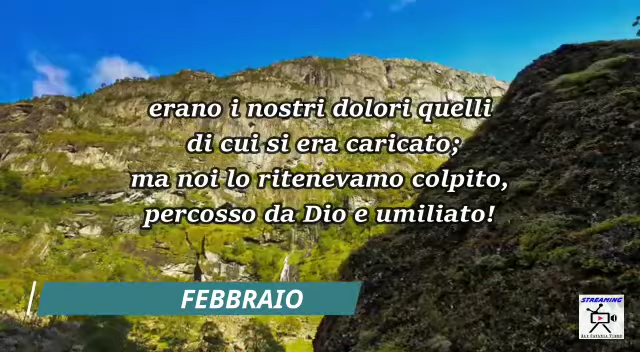 erano i nostri dolori quelli
di cui si era caricato;
ma noi lo ritenevamo colpito,
percosso da Dio e umiliato!
FEBBRAIO
STREAMING